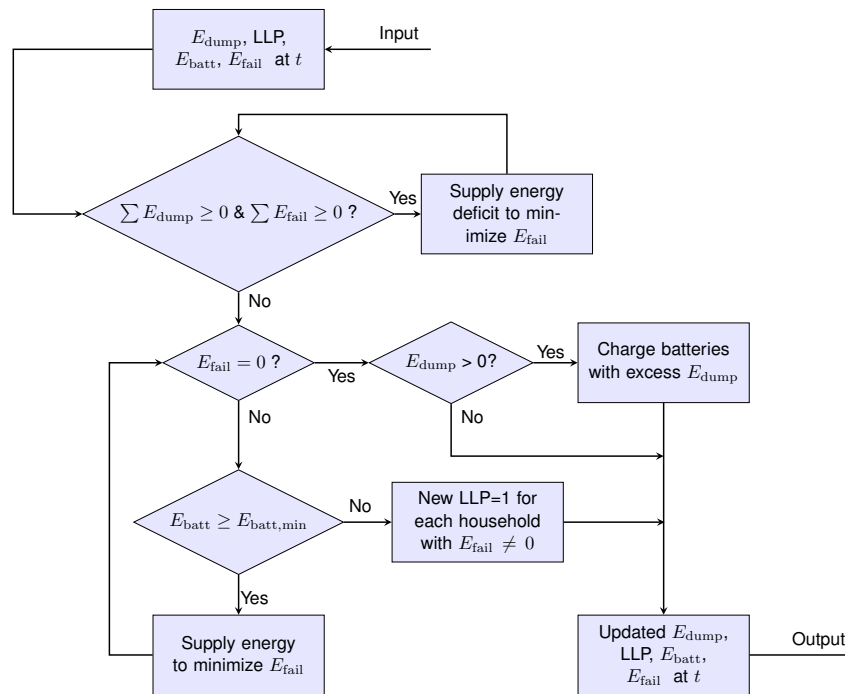 E_dump, LLP,
E_batt, E_fail at t
Input
∑ E_dump ≥ 0 & ∑ E_fail ≥ 0 ?
Yes
Supply energy
deficit to min-
imize E_fail
No
E_fail = 0 ?
Yes
E_dump > 0?
Yes
Charge batteries
with excess E_dump
No
No
E_batt ≥ E_batt,min
No
New LLP=1 for
each household
with E_fail ≠ 0
Yes
Supply energy
to minimize E_fail
Updated E_dump,
LLP, E_batt,
E_fail at t
Output